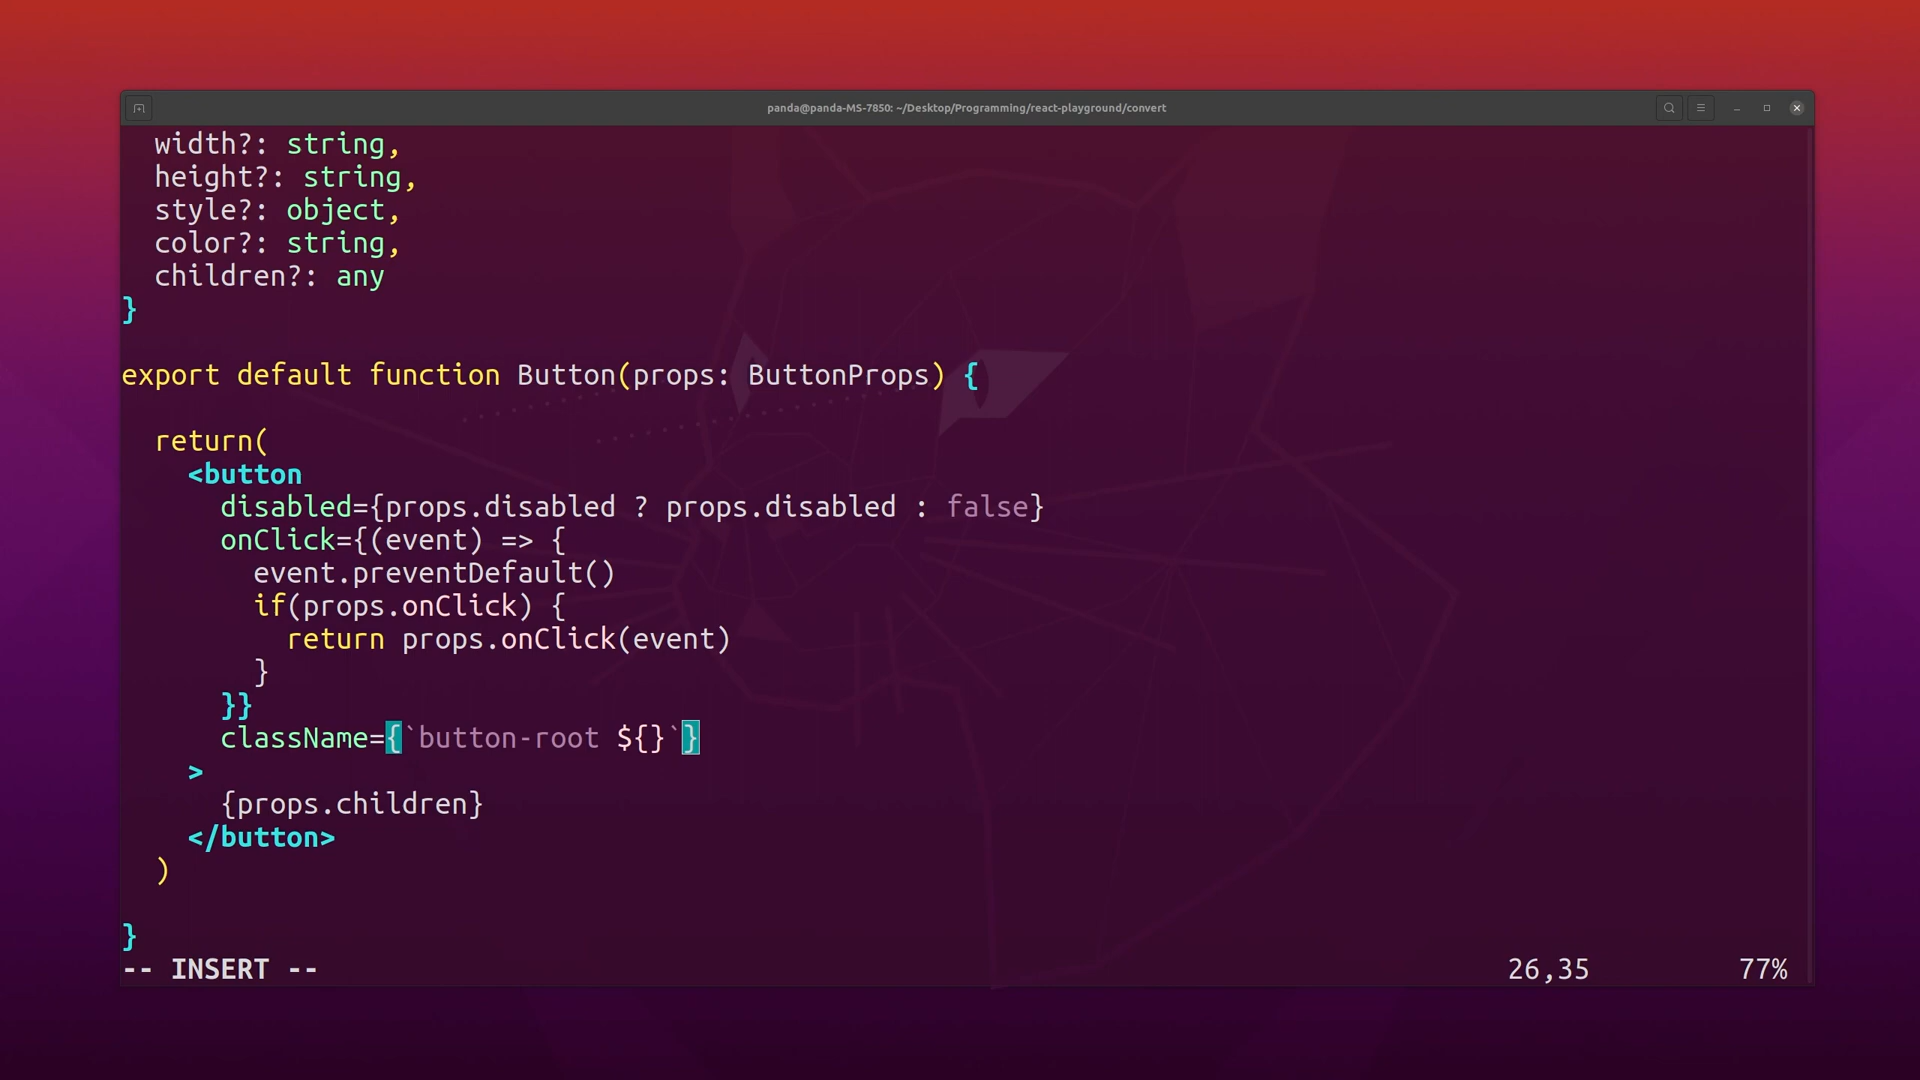 panda@panda-MS-7850: ~/Desktop/Programming/react-playground/convert
  width?: string,
  height?: string,
  style?: object,
  color?: string,
  children?: any
}
export default function Button(props: ButtonProps) {
  return(
    <button
      disabled={props.disabled ? props.disabled : false}
      onClick={(event) => {
        event.preventDefault()
        if(props.onClick) {
          return props.onClick(event)
        }
      }}
      className={`button-root ${}`}
    >
      {props.children}
    </button>
  )
}
-- INSERT -- 26,35 77%